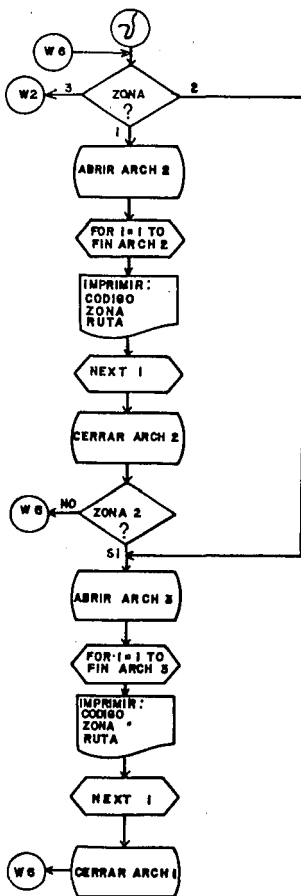 W6
W2
3
ZONA
?
2
1
ABRIR ARCH 2
FOR I = 1 TO
FIN ARCH 2
IMPRIMIR:
CODIGO
ZONA
RUTA
NEXT I
CERRAR ARCH 2
W6
NO
ZONA 2
?
SI
ABRIR ARCH 3
FOR I = 1 TO
FIN ARCH 3
IMPRIMIR:
CODIGO
ZONA
RUTA
NEXT I
W6
CERRAR ARCH 1